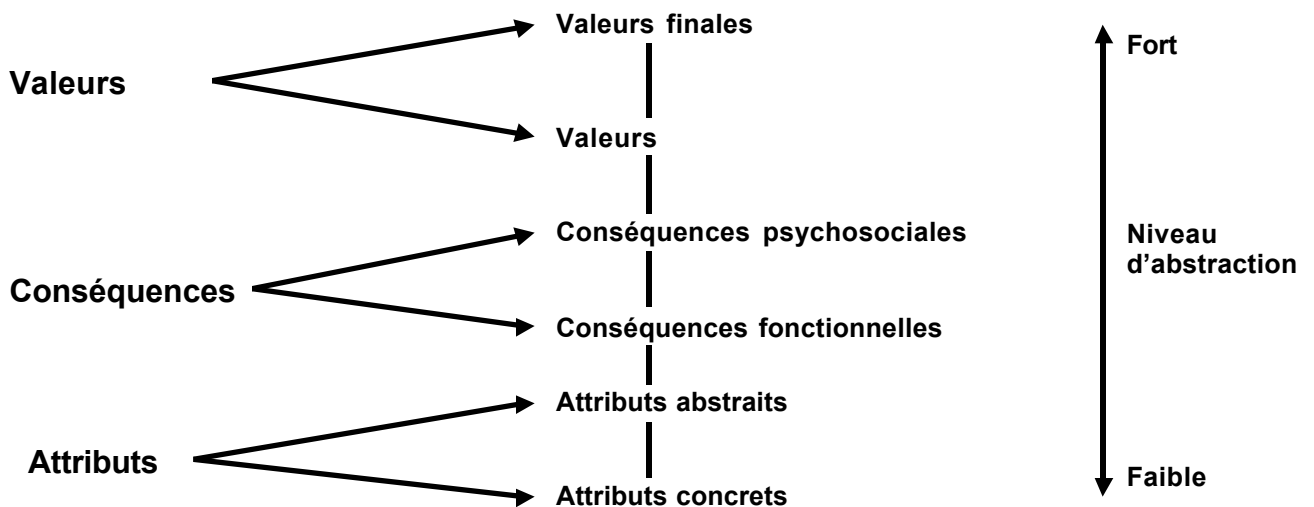 Valeurs finales
Fort
Valeurs
Valeurs
Conséquences psychosociales
Niveau
d’abstraction
Conséquences
Conséquences fonctionnelles
Attributs abstraits
Attributs
Faible
Attributs concrets